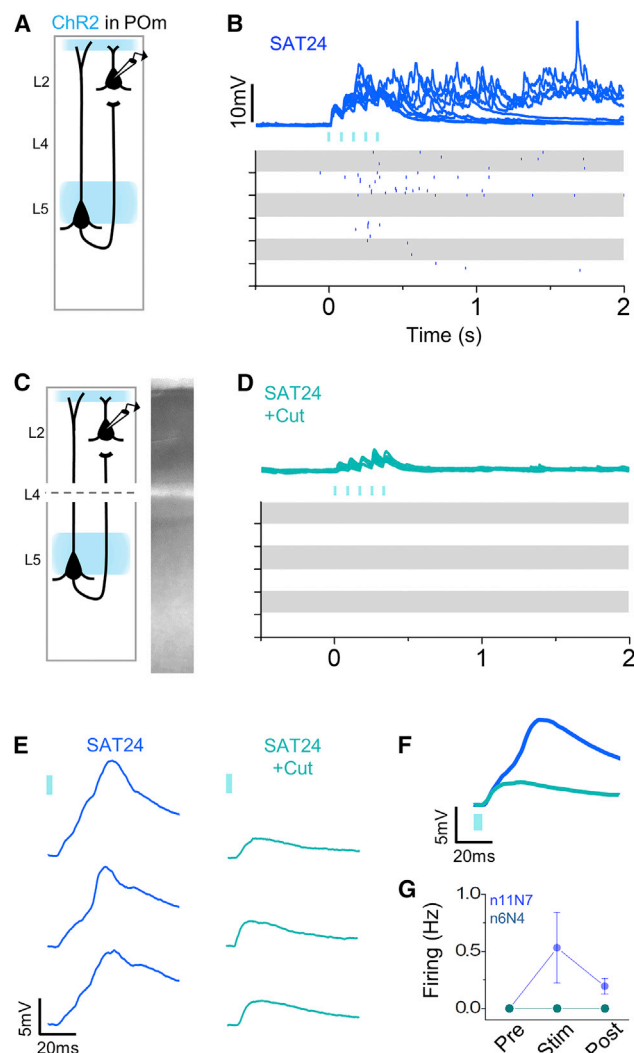 A
ChR2 in POm
L2
L4
L5
B
SAT24
10mV
0
1
2
Time (s)
C
L2
L4
L5
D
SAT24
+Cut
0
1
2
E
SAT24
SAT24
+Cut
5mV
20ms
F
5mV
20ms
G
n11N7
n6N4
Firing (Hz)
1.0
0.5
0.0
Pre
Stim
Post